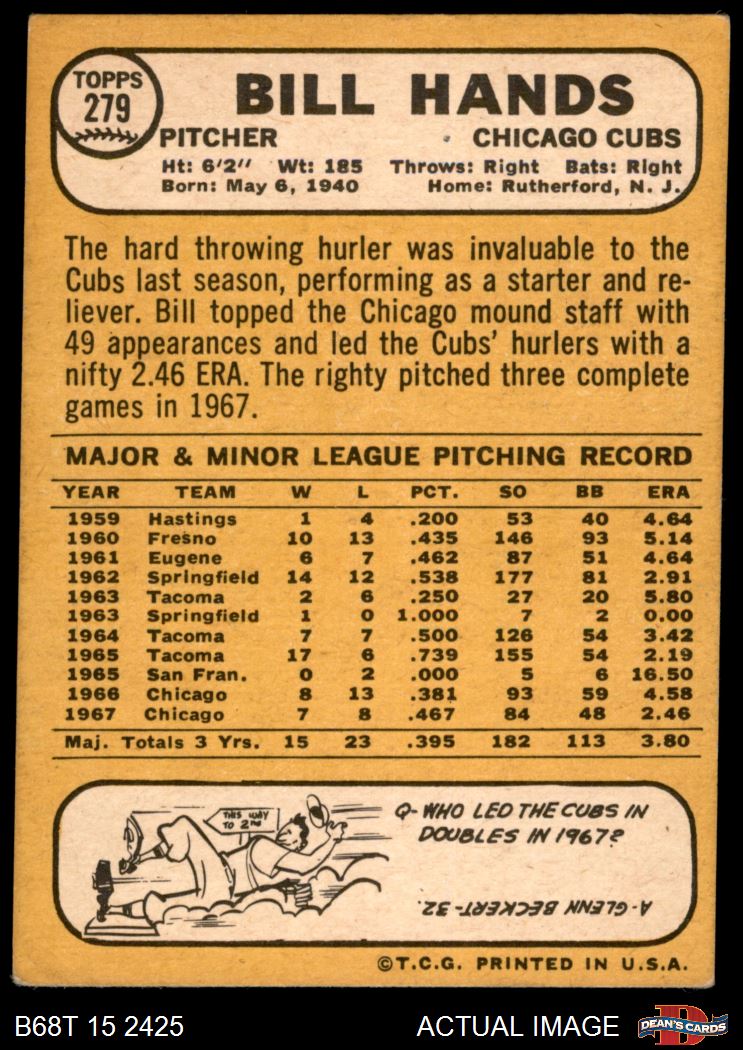 TOPPS
279
BILL HANDS
PITCHER CHICAGO CUBS
Ht: 6'2" Wt: 185 Throws: Right Bats: Right
Born: May 6, 1940 Home: Rutherford, N. J.
The hard throwing hurler was invaluable to the
Cubs last season, performing as a starter and re-
liever. Bill topped the Chicago mound staff with
49 appearances and led the Cubs' hurlers with a
nifty 2.46 ERA. The righty pitched three complete
games in 1967.
MAJOR & MINOR LEAGUE PITCHING RECORD
YEAR TEAM W L PCT. SO BB ERA
1959 Hastings 1 4 .200 53 40 4.64
1960 Fresno 10 13 .435 146 93 5.14
1961 Eugene 6 7 .462 87 51 4.64
1962 Springfield 14 12 .538 177 81 2.91
1963 Tacoma 2 6 .250 27 20 5.80
1963 Springfield 1 0 1.000 7 2 0.00
1964 Tacoma 7 7 .500 126 54 3.42
1965 Tacoma 17 6 .739 155 54 2.19
1965 San Fran. 0 2 .000 5 6 16.50
1966 Chicago 8 13 .381 93 59 4.58
1967 Chicago 7 8 .467 84 48 2.46
Maj. Totals 3 Yrs. 15 23 .395 182 113 3.80
THIS WAY
TO 2ND
Q- WHO LED THE CUBS IN
DOUBLES IN 1967?
A- GLENN BECKERT-32.
©T.C.G. PRINTED IN U.S.A.
B68T 15 2425 ACTUAL IMAGE
D
DEAN'S CARDS